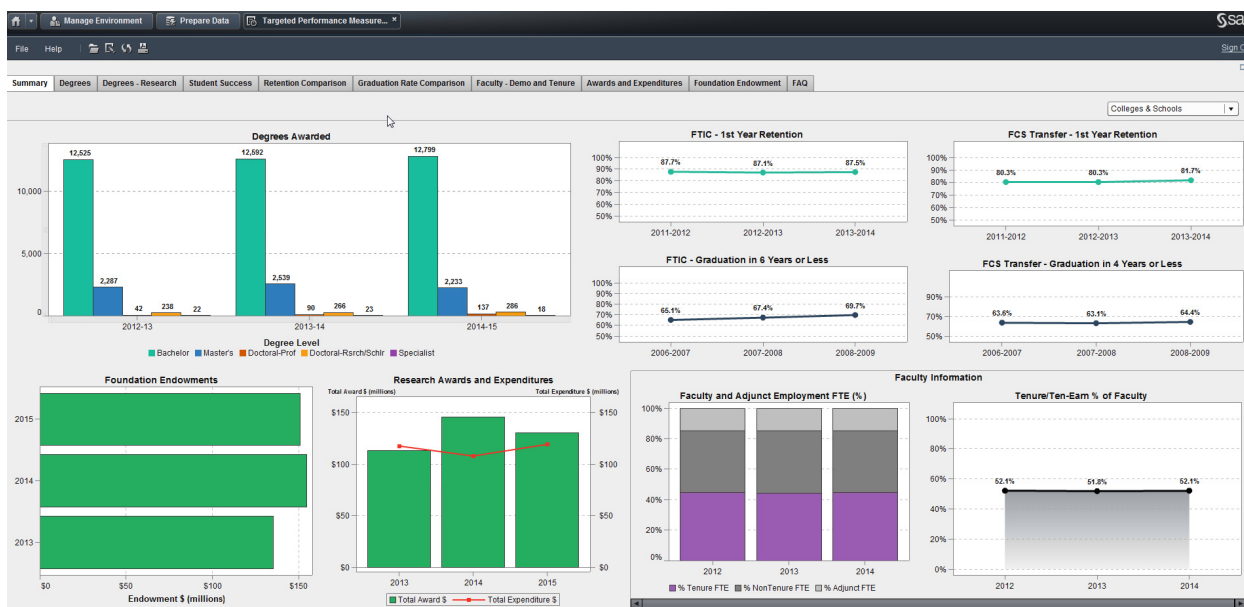 Manage Environment Prepare Data Targeted Performance Measure... ×
File Help
Summary Degrees Degrees - Research Student Success Retention Comparison Graduation Rate Comparison Faculty - Demo and Tenure Awards and Expenditures Foundation Endowment FAQ
Colleges & Schools
Degrees Awarded
12,525 12,592 12,799
10,000
5,000
2,287 2,539 2,233
42 238 22 90 266 23 137 286 18
0
2012-13 2013-14 2014-15
Degree Level
Bachelor Master's Doctoral-Prof Doctoral-Rsrch/Schlr Specialist
FTIC - 1st Year Retention
100%
90%
80%
70%
60%
50%
87.7% 87.1% 87.5%
2011-2012 2012-2013 2013-2014
FCS Transfer - 1st Year Retention
100%
90%
80%
70%
60%
50%
80.3% 80.3% 81.7%
2011-2012 2012-2013 2013-2014
FTIC - Graduation in 6 Years or Less
100%
90%
80%
70%
60%
50%
65.1% 67.4% 69.7%
2006-2007 2007-2008 2008-2009
FCS Transfer - Graduation in 4 Years or Less
90%
70%
50%
63.6% 63.1% 64.4%
2006-2007 2007-2008 2008-2009
Foundation Endowments
2015
2014
2013
$0 $50 $100 $150
Endowment $ (millions)
Research Awards and Expenditures
Total Award $ (millions) Total Expenditure $ (millions)
$150 $150
$100 $100
$50 $50
$0 $0
2013 2014 2015
Total Award $ Total Expenditure $
Faculty Information
Faculty and Adjunct Employment FTE (%)
100%
80%
60%
40%
20%
0%
2012 2013 2014
% Tenure FTE % NonTenure FTE % Adjunct FTE
Tenure/Ten-Earn % of Faculty
100%
80%
60%
40%
20%
0%
52.1% 51.8% 52.1%
2012 2013 2014